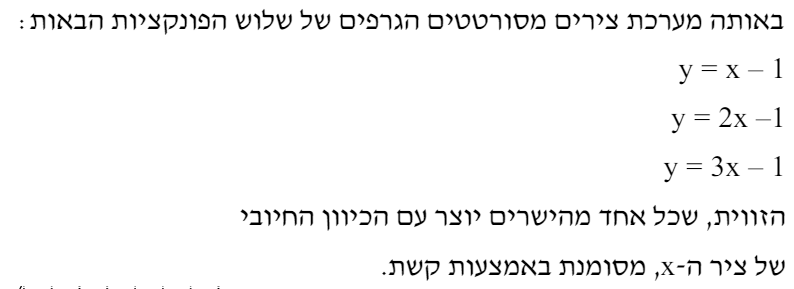 באותה מערכת צירים מסורטטים הגרפים של שלוש הפונקציות הבאות :
y = x – 1
y = 2x –1
y = 3x – 1
הזווית, שכל אחד מהישרים יוצר עם הכיוון החיובי
של ציר ה-x, מסומנת באמצעות קשת.